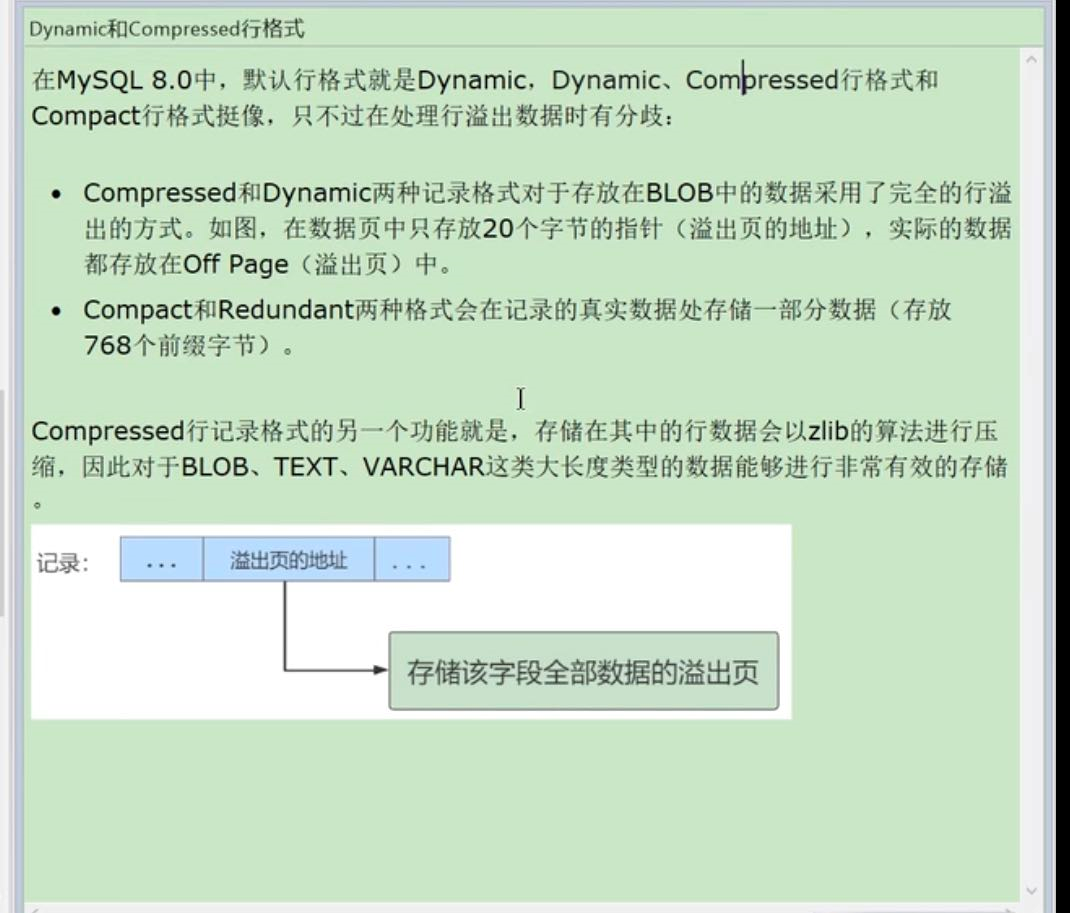 Dynamic和Compressed行格式
在MySQL 8.0中，默认行格式就是Dynamic，Dynamic、Compressed行格式和
Compact行格式挺像，只不过在处理行溢出数据时有分歧：
• Compressed和Dynamic两种记录格式对于存放在BLOB中的数据采用了完全的行溢
出的方式。如图，在数据页中只存放20个字节的指针（溢出页的地址），实际的数据
都存放在Off Page（溢出页）中。
• Compact和Redundant两种格式会在记录的真实数据处存储一部分数据（存放
768个前缀字节）。
Compressed行记录格式的另一个功能就是，存储在其中的行数据会以zlib的算法进行压
缩，因此对于BLOB、TEXT、VARCHAR这类大长度类型的数据能够进行非常有效的存储
。
记录： ... 溢出页的地址 ...
存储该字段全部数据的溢出页